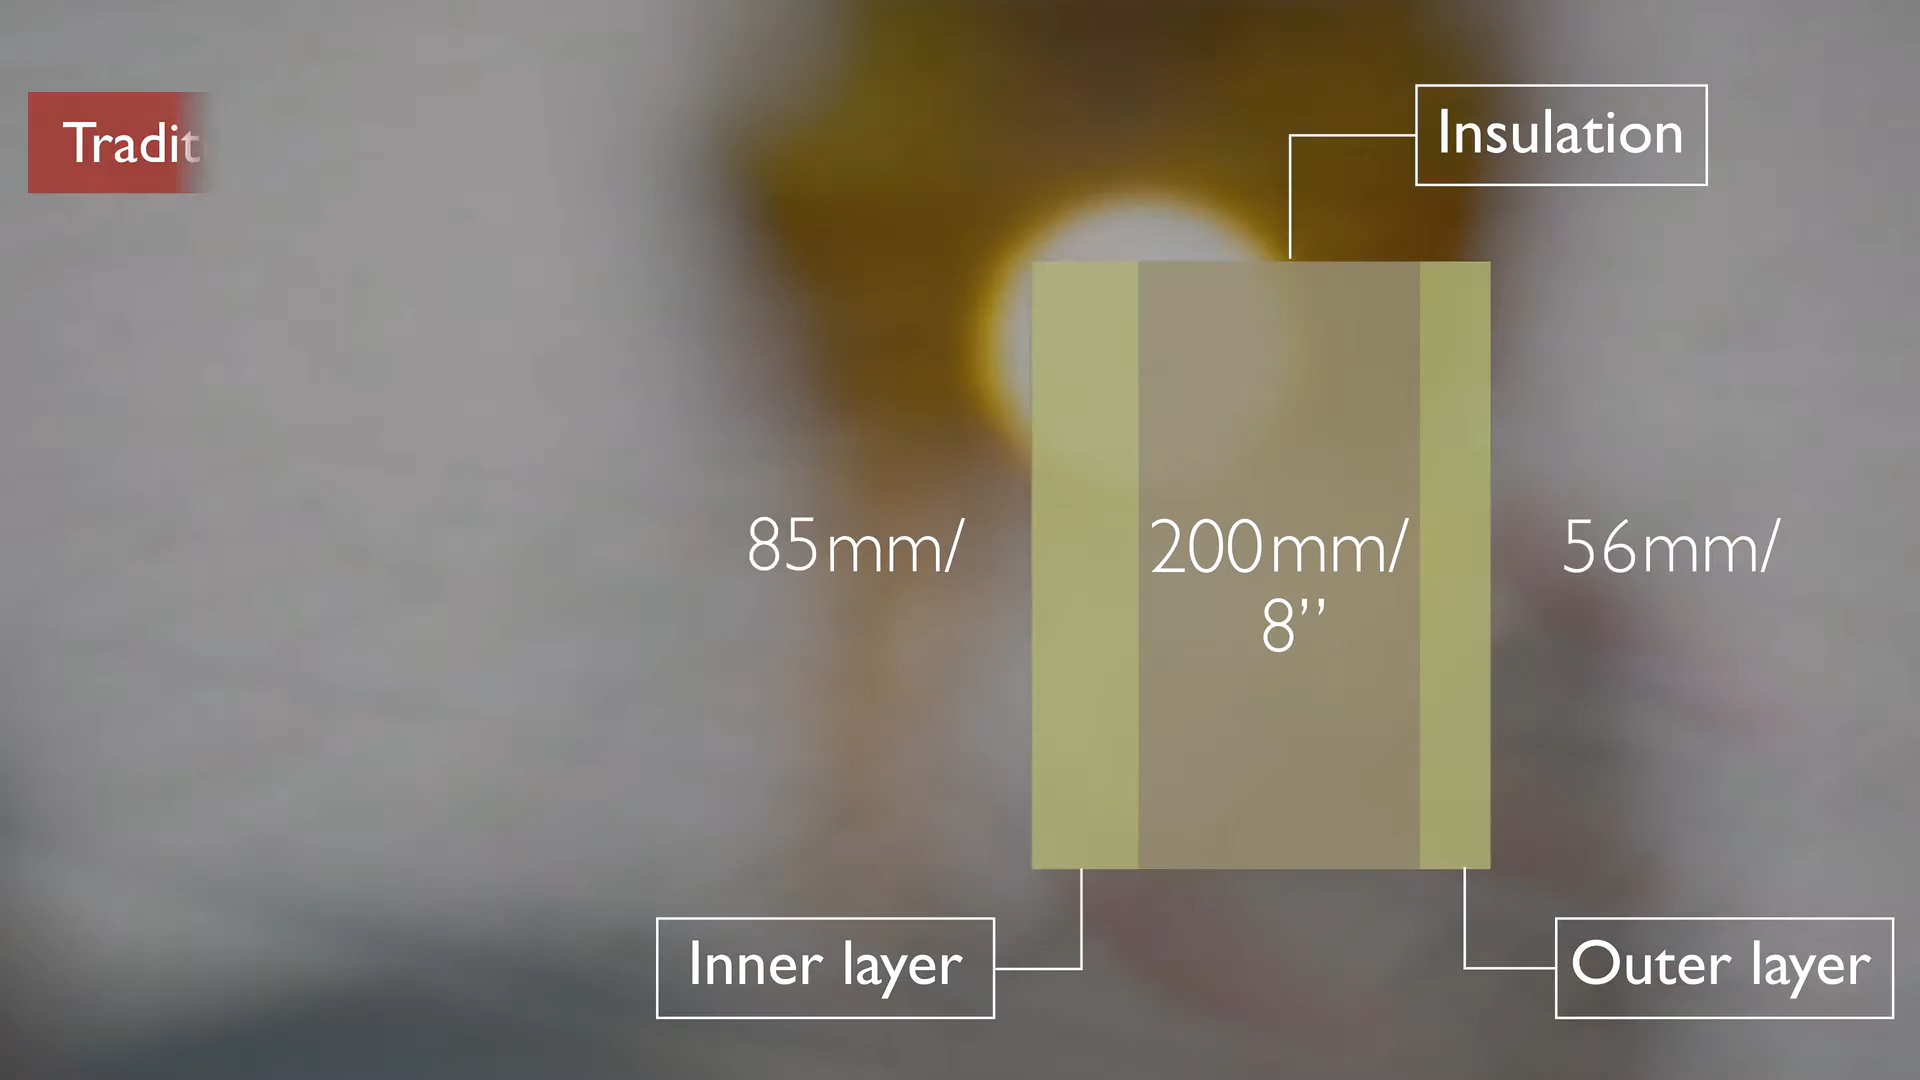 Tradit
Insulation
85mm/
200mm/
8’’
56mm/
Inner layer
Outer layer